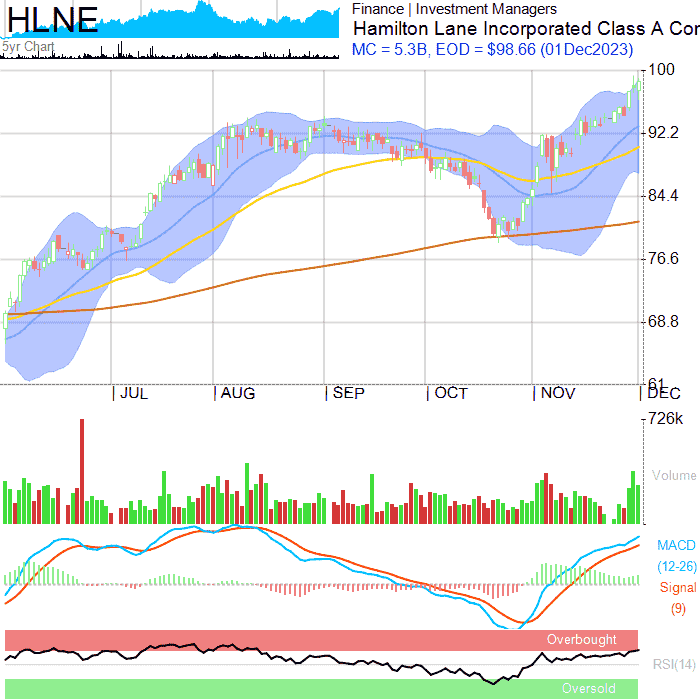 HLNE
5yr Chart
Finance | Investment Managers
Hamilton Lane Incorporated Class A Cor
MC = 5.3B, EOD = $98.66 (01Dec2023)
100
92.2
84.4
76.6
68.8
61
JUL
AUG
SEP
OCT
NOV
DEC
726k
Volume
MACD
(12-26)
Signal
(9)
Overbought
RSI(14)
Oversold